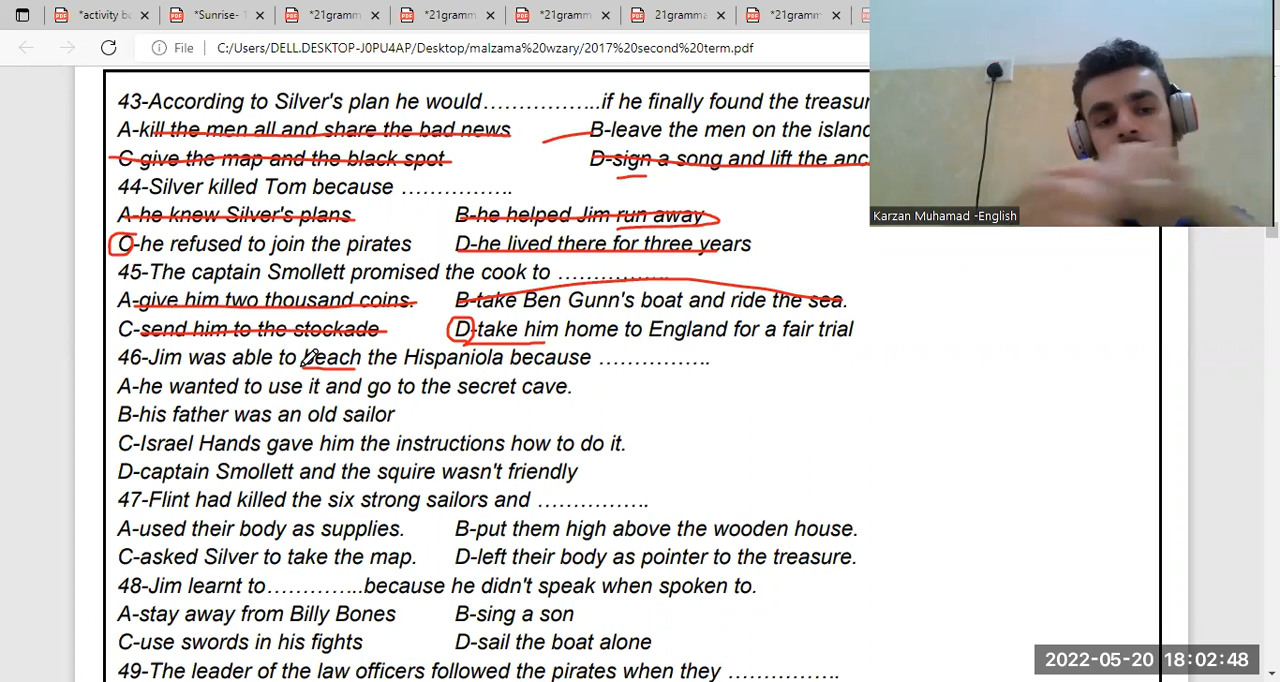 *activity bo
*Sunrise- 1
*21gramm
*21gramm
*21gramm
21gramma
*21gramm
File
C:/Users/DELL.DESKTOP-J0PU4AP/Desktop/malzama%20wzary/2017%20second%20term.pdf
43-According to Silver's plan he would……………..if he finally found the treasur
A-kill the men all and share the bad news B-leave the men on the island
C-give the map and the black spot D-sign a song and lift the anc
44-Silver killed Tom because …………….
A-he knew Silver's plans B-he helped Jim run away
C-he refused to join the pirates D-he lived there for three years
45-The captain Smollett promised the cook to …………….
A-give him two thousand coins. B-take Ben Gunn's boat and ride the sea.
C-send him to the stockade D-take him home to England for a fair trial
46-Jim was able to beach the Hispaniola because …………….
A-he wanted to use it and go to the secret cave.
B-his father was an old sailor
C-Israel Hands gave him the instructions how to do it.
D-captain Smollett and the squire wasn't friendly
47-Flint had killed the six strong sailors and …………….
A-used their body as supplies. B-put them high above the wooden house.
C-asked Silver to take the map. D-left their body as pointer to the treasure.
48-Jim learnt to…………..because he didn't speak when spoken to.
A-stay away from Billy Bones B-sing a son
C-use swords in his fights D-sail the boat alone
49-The leader of the law officers followed the pirates when they …………….
Karzan Muhamad -English
2022-05-20 18:02:48